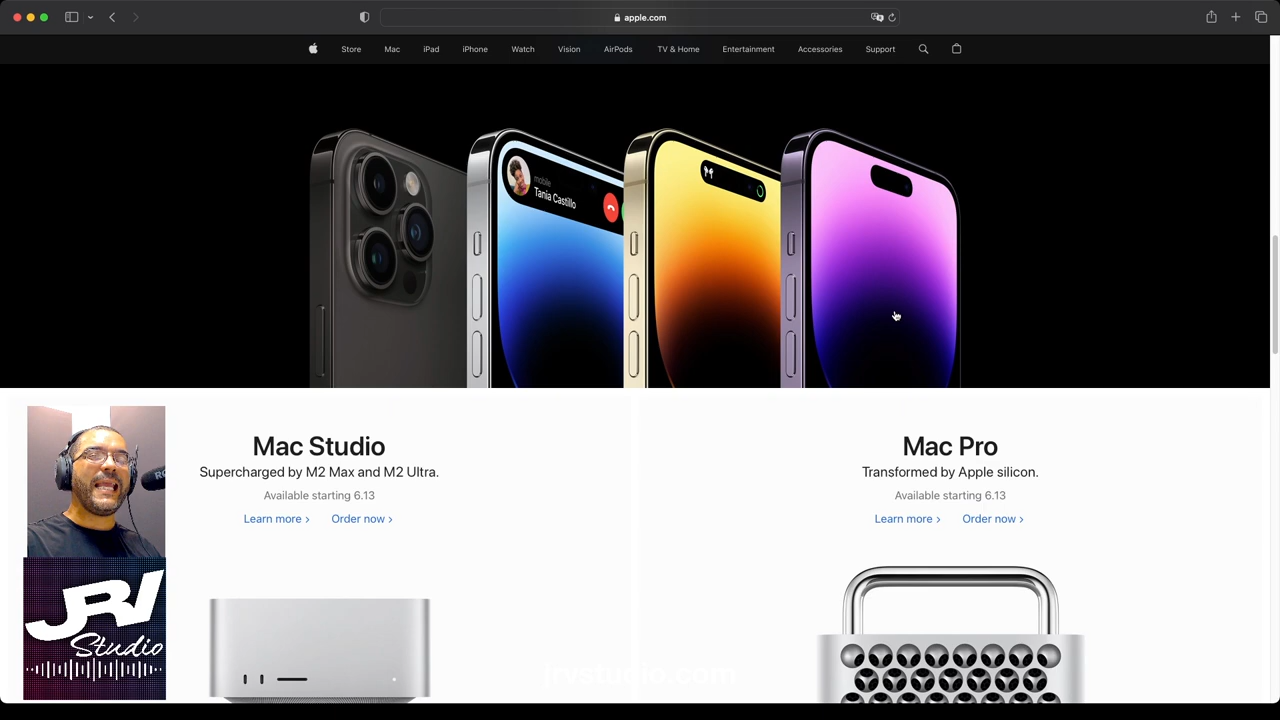 apple.com
Store Mac iPad iPhone Watch Vision AirPods TV & Home Entertainment Accessories Support
mobile
Tania Castillo
Mac Studio
Supercharged by M2 Max and M2 Ultra.
Available starting 6.13
Learn more > Order now >
Mac Pro
Transformed by Apple silicon.
Available starting 6.13
Learn more > Order now >
JRV
Studio
jrvstudio.com